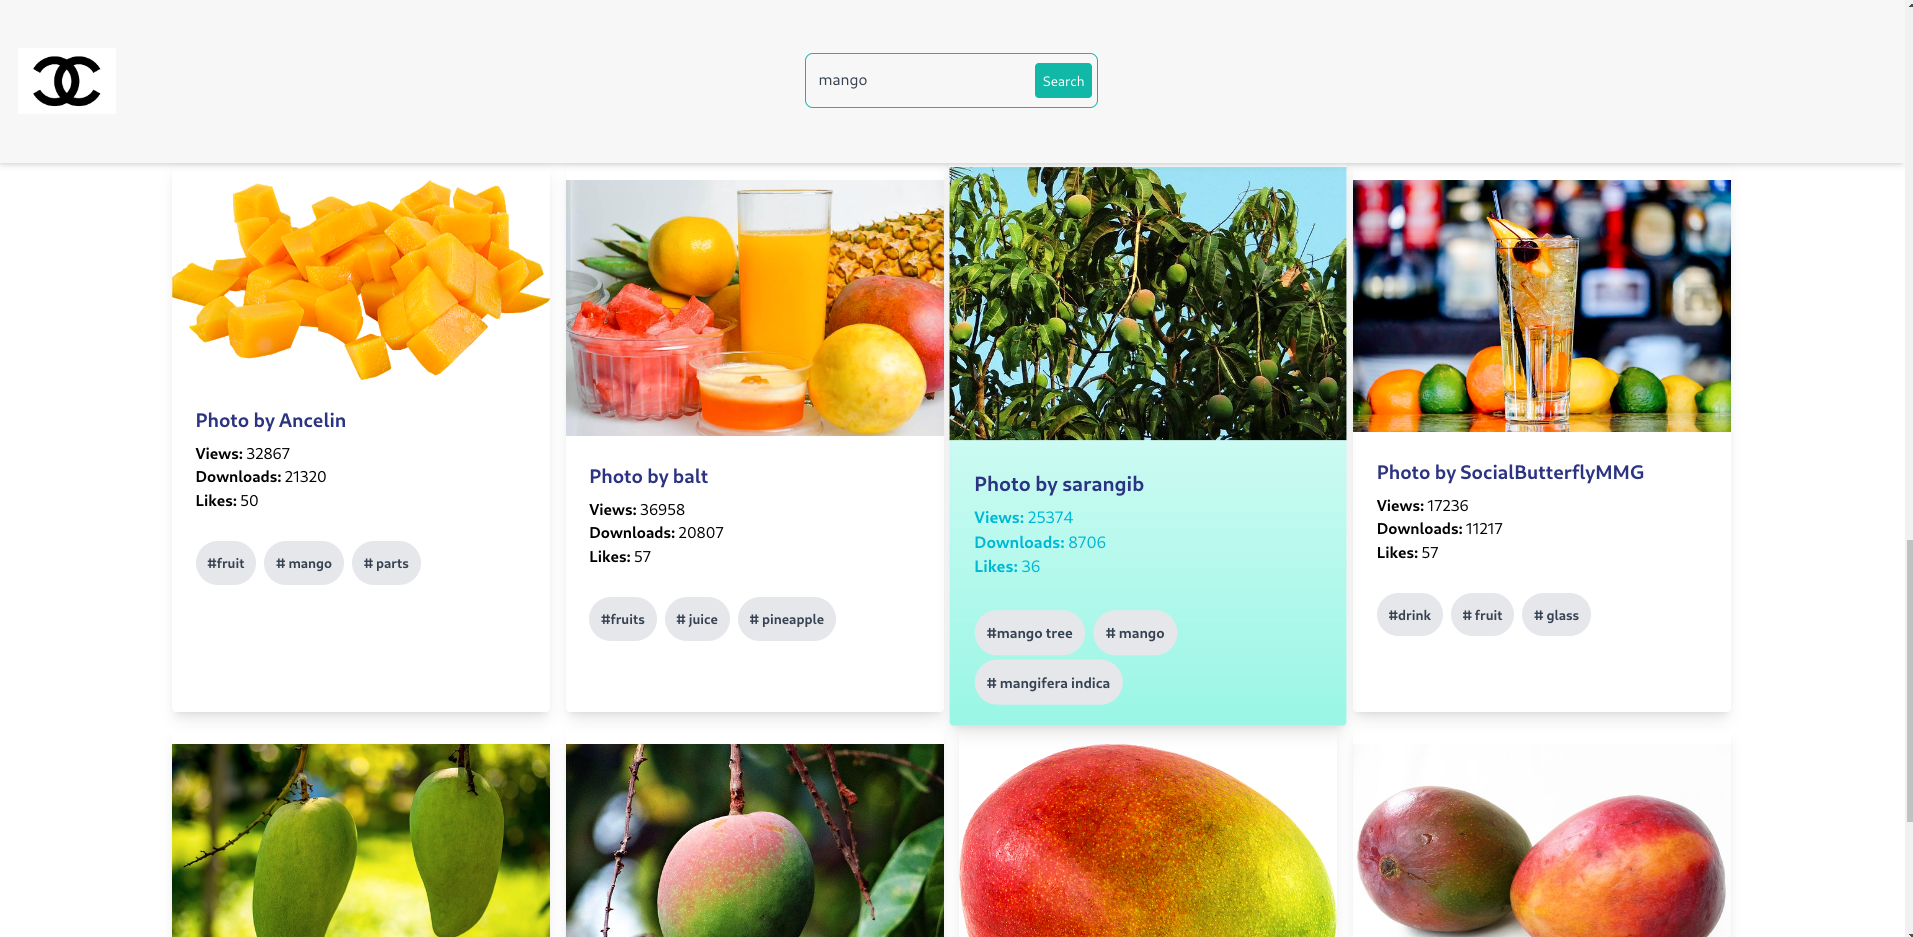 mango
Search
Photo by Ancelin
Views: 32867
Downloads: 21320
Likes: 50
#fruit
# mango
# parts
Photo by balt
Views: 36958
Downloads: 20807
Likes: 57
#fruits
# juice
# pineapple
Photo by sarangib
Views: 25374
Downloads: 8706
Likes: 36
#mango tree
# mango
# mangifera indica
Photo by SocialButterflyMMG
Views: 17236
Downloads: 11217
Likes: 57
#drink
# fruit
# glass